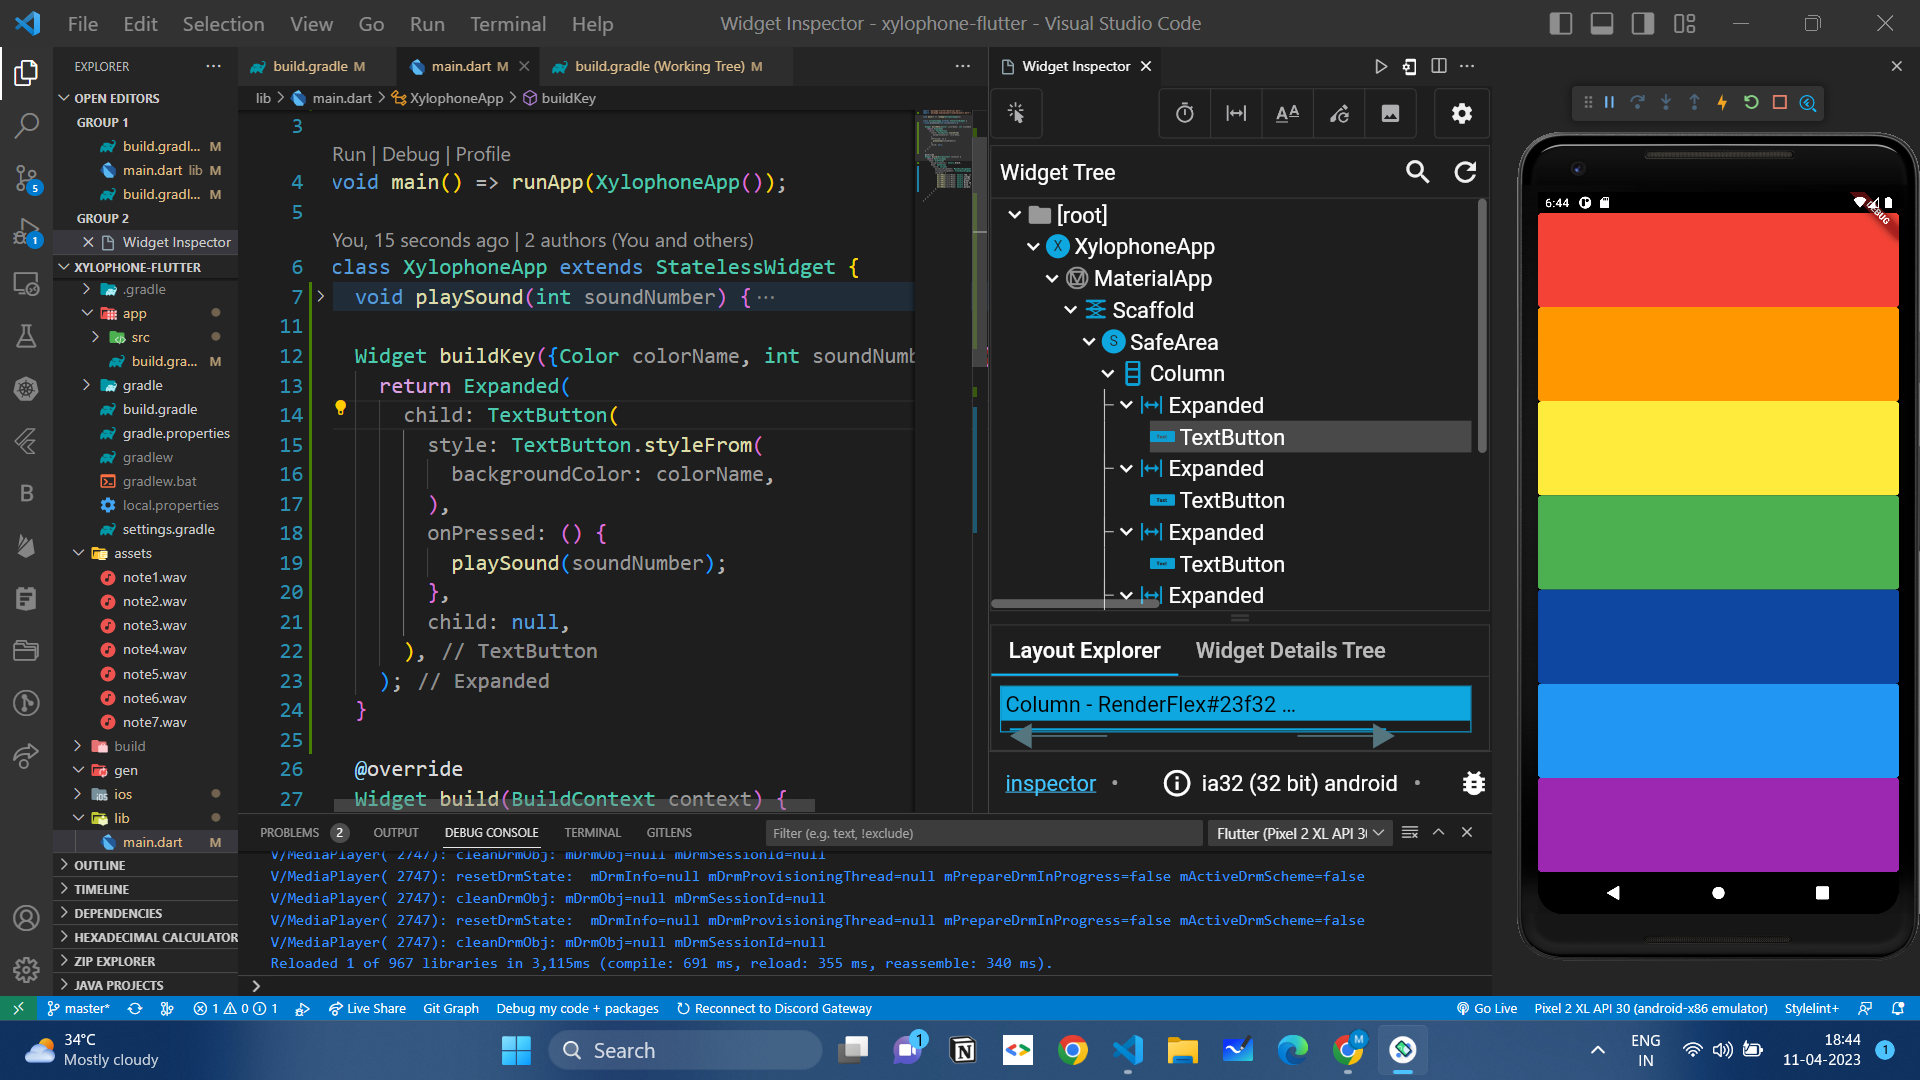 File Edit Selection View Go Run Terminal Help
Widget Inspector - xylophone-flutter - Visual Studio Code
EXPLORER
OPEN EDITORS
GROUP 1
build.gradl... M
main.dart lib M
build.gradl... M
GROUP 2
Widget Inspector
XYLOPHONE-FLUTTER
.gradle
app
src
build.gra... M
gradle
build.gradle
gradle.properties
gradlew
gradlew.bat
local.properties
settings.gradle
assets
note1.wav
note2.wav
note3.wav
note4.wav
note5.wav
note6.wav
note7.wav
build
gen
ios
lib
main.dart M
OUTLINE
TIMELINE
DEPENDENCIES
HEXADECIMAL CALCULATOR
ZIP EXPLORER
JAVA PROJECTS
5
1
B
build.gradle M
main.dart M
build.gradle (Working Tree) M
lib > main.dart > XylophoneApp > buildKey
3
Run | Debug | Profile
4 void main() => runApp(XylophoneApp());
5
You, 15 seconds ago | 2 authors (You and others)
6 class XylophoneApp extends StatelessWidget {
7 void playSound(int soundNumber) { ...
11
12 Widget buildKey({Color colorName, int soundNumb
13 return Expanded(
14 child: TextButton(
15 style: TextButton.styleFrom(
16 backgroundColor: colorName,
17 ),
18 onPressed: () {
19 playSound(soundNumber);
20 },
21 child: null,
22 ), // TextButton
23 ); // Expanded
24 }
25
26 @override
27 Widget build(BuildContext context) {
Widget Inspector
AA
Widget Tree
[root]
XylophoneApp
MaterialApp
Scaffold
SafeArea
Column
Expanded
TextButton
Expanded
TextButton
Expanded
TextButton
Expanded
Layout Explorer
Widget Details Tree
Column - RenderFlex#23f32 ...
inspector • ia32 (32 bit) android •
6:44
DEBUG
PROBLEMS 2 OUTPUT DEBUG CONSOLE TERMINAL GITLENS
Filter (e.g. text, !exclude)
Flutter (Pixel 2 XL API 3
V/MediaPlayer( 2747): cleanDrmObj: mDrmObj=null mDrmSessionId=null
V/MediaPlayer( 2747): resetDrmState:  mDrmInfo=null mDrmProvisioningThread=null mPrepareDrmInProgress=false mActiveDrmScheme=false
V/MediaPlayer( 2747): cleanDrmObj: mDrmObj=null mDrmSessionId=null
V/MediaPlayer( 2747): resetDrmState:  mDrmInfo=null mDrmProvisioningThread=null mPrepareDrmInProgress=false mActiveDrmScheme=false
V/MediaPlayer( 2747): cleanDrmObj: mDrmObj=null mDrmSessionId=null
Reloaded 1 of 967 libraries in 3,115ms (compile: 691 ms, reload: 355 ms, reassemble: 340 ms).
master* 1 0 1 Live Share Git Graph Debug my code + packages Reconnect to Discord Gateway
Go Live Pixel 2 XL API 30 (android-x86 emulator) Stylelint+
34°C
Mostly cloudy
Search
1
M
ENG
IN
18:44
11-04-2023
1